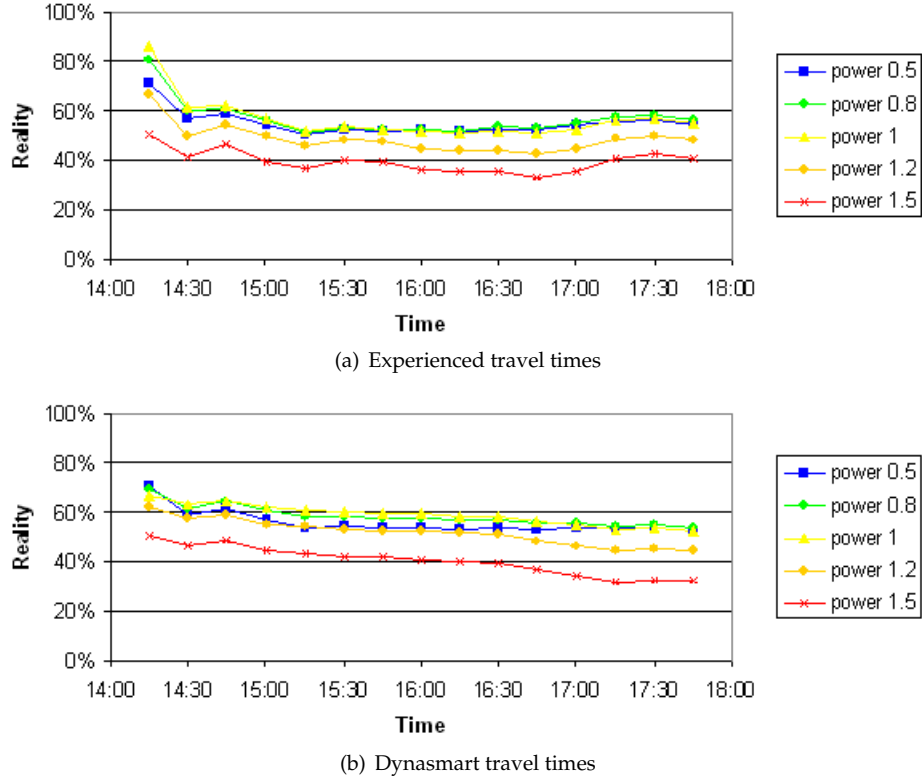 100%
80%
60%
40%
20%
0%
Reality
14:00 14:30 15:00 15:30 16:00 16:30 17:00 17:30 18:00
Time
power 0.5
power 0.8
power 1
power 1.2
power 1.5
(a) Experienced travel times
100%
80%
60%
40%
20%
0%
Reality
14:00 14:30 15:00 15:30 16:00 16:30 17:00 17:30 18:00
Time
power 0.5
power 0.8
power 1
power 1.2
power 1.5
(b) Dynasmart travel times